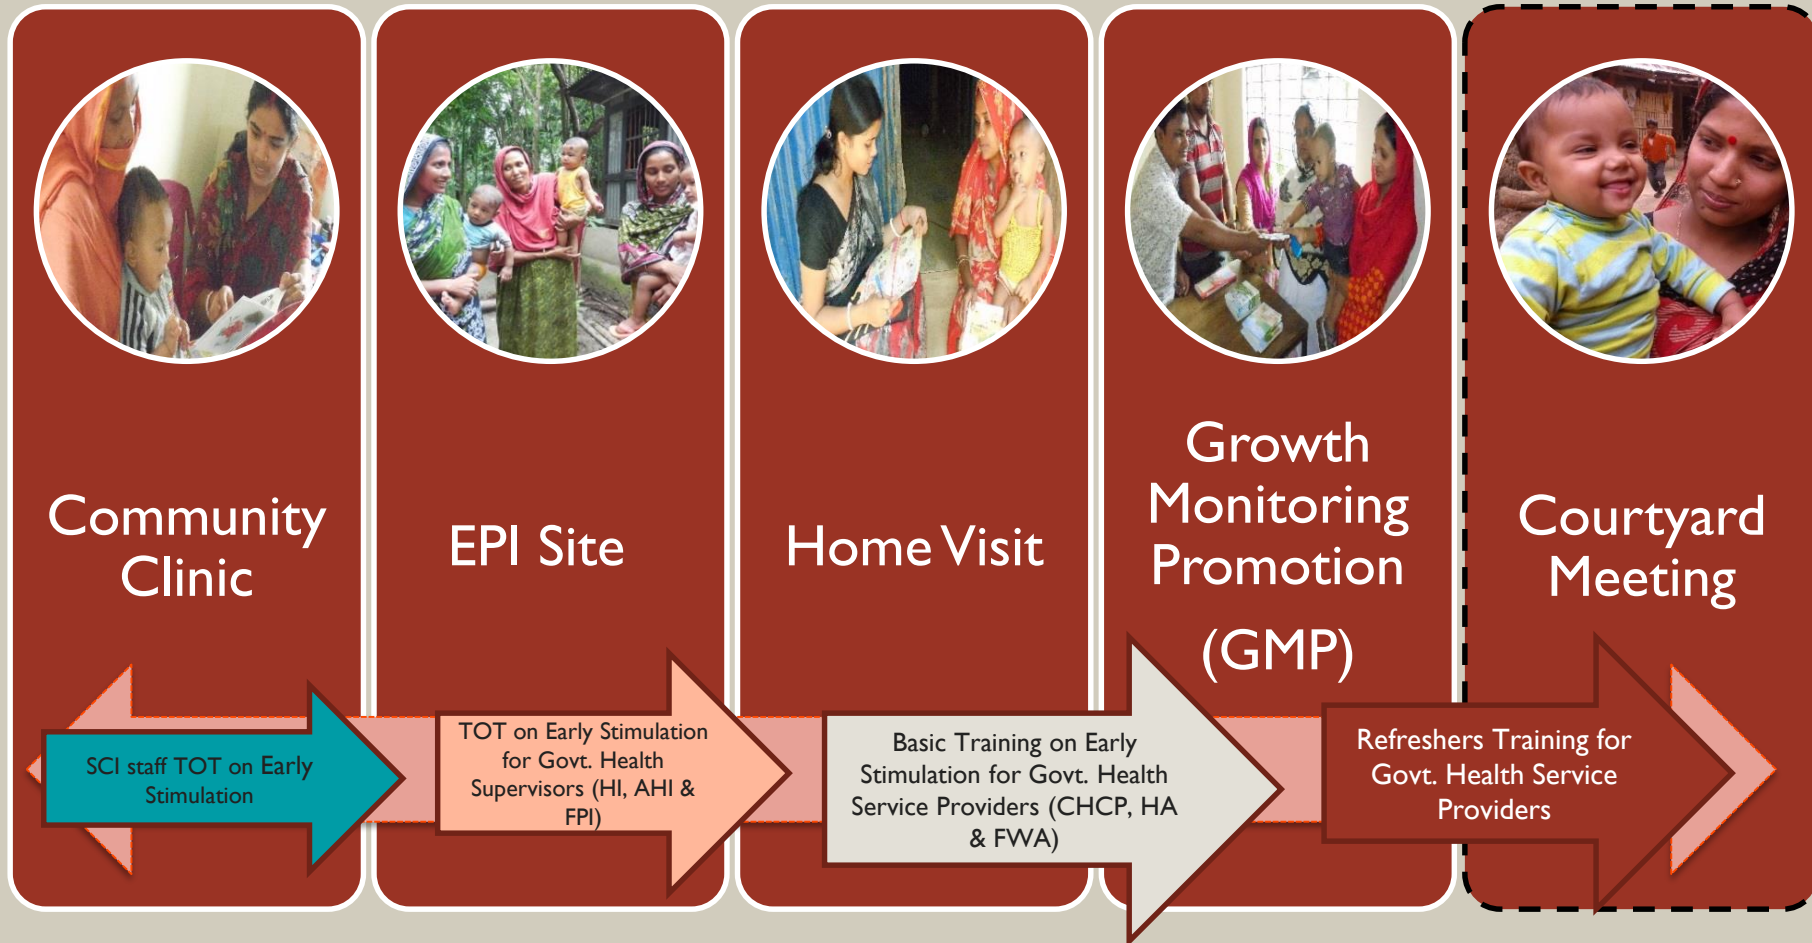 Community
Clinic
EPI Site
Home Visit
Growth
Monitoring
Promotion
(GMP)
Courtyard
Meeting
SCI staff TOT on Early
Stimulation
TOT on Early Stimulation
for Govt. Health
Supervisors (HI, AHI &
FPI)
Basic Training on Early
Stimulation for Govt. Health
Service Providers (CHCP, HA
& FWA)
Refreshers Training for
Govt. Health Service
Providers